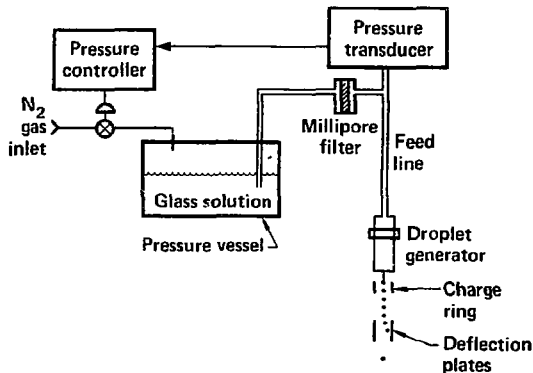 Pressure
transducer
Pressure
controller
N2
gas
inlet
Millipore
filter
Feed
line
Glass solution
Pressure vessel
Droplet
generator
Charge
ring
Deflection
plates